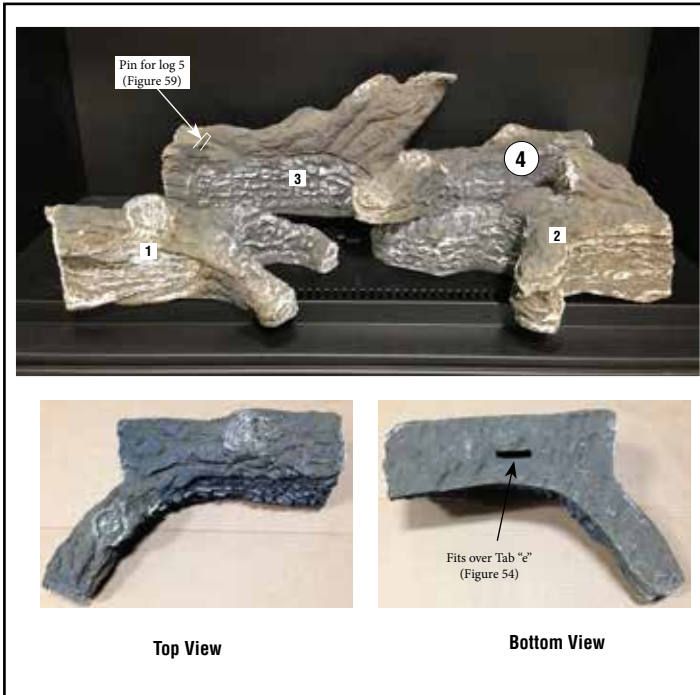 Pin for log 5
(Figure 59)
4
3
1
2
Fits over Tab “e”
(Figure 54)
Top View
Bottom View